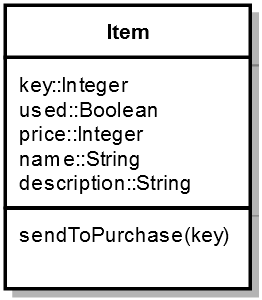 Item
key::Integer
used::Boolean
price::Integer
name::String
description::String
sendToPurchase(key)